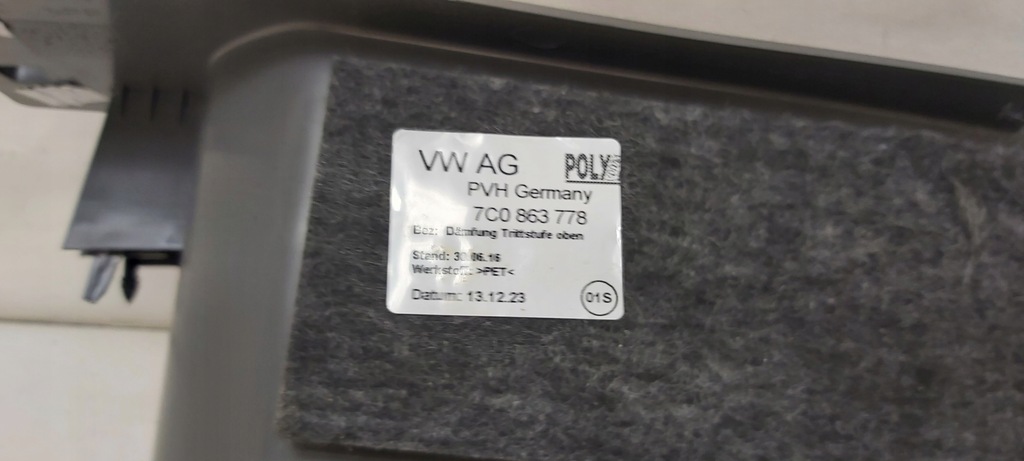 VW AG
POLY
PVH Germany
7C0 863 778
Bez: Dämfung Trittstufe oben
Stand: 30.06.16
Werkstoff: >PET<
Datum: 13.12.23
01S